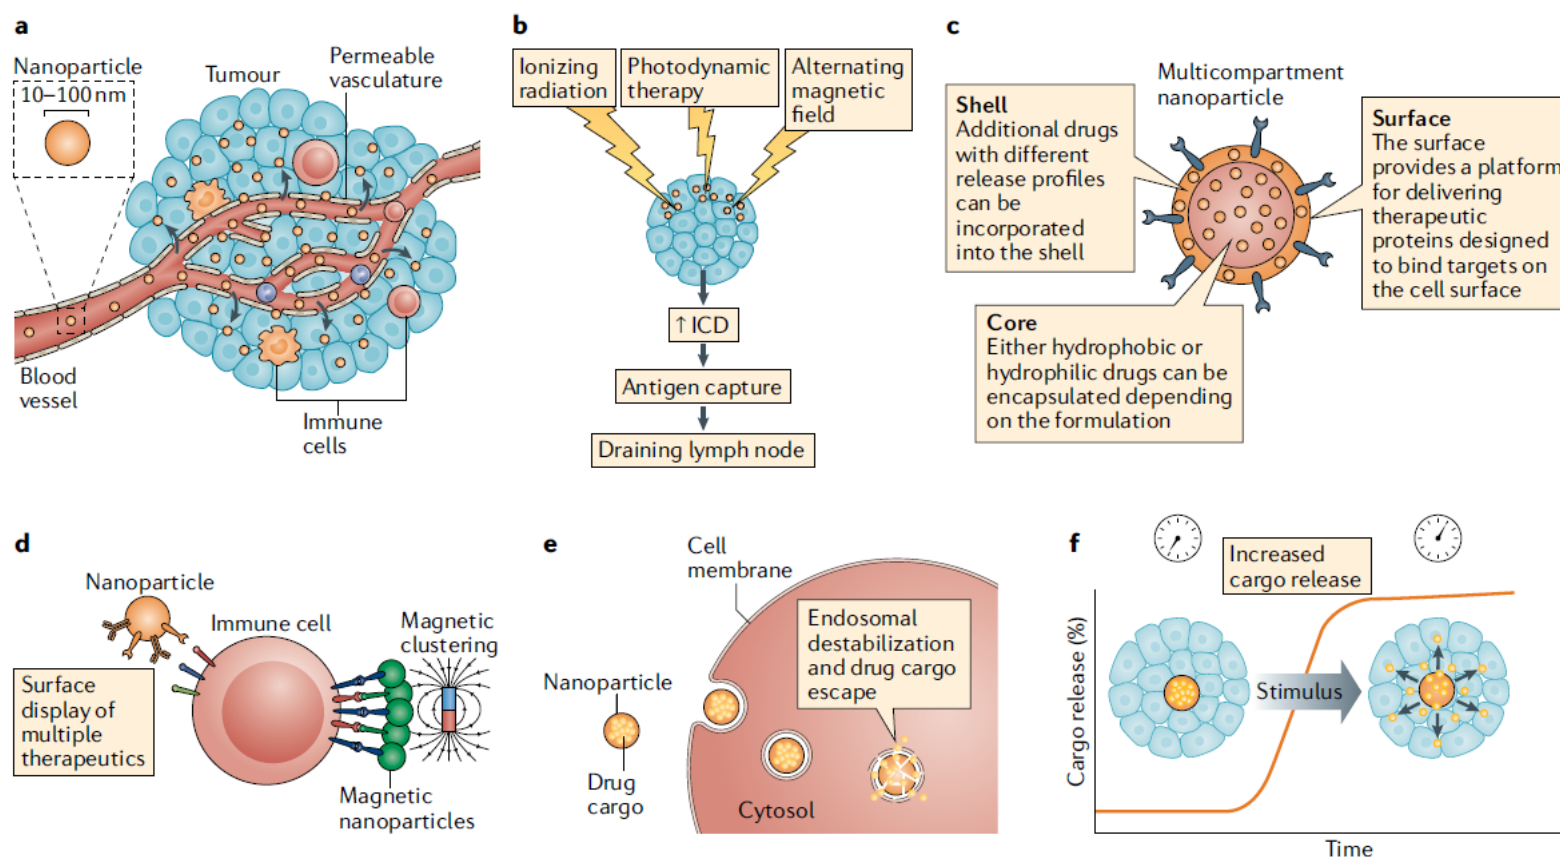 a
Nanoparticle
10–100 nm
Tumour
Permeable
vasculature
Blood
vessel
Immune
cells
b
Ionizing
radiation
Photodynamic
therapy
Alternating
magnetic
field
↑ ICD
Antigen capture
Draining lymph node
c
Multicompartment
nanoparticle
Shell
Additional drugs
with different
release profiles
can be
incorporated
into the shell
Surface
The surface
provides a platform
for delivering
therapeutic
proteins designed
to bind targets on
the cell surface
Core
Either hydrophobic or
hydrophilic drugs can be
encapsulated depending
on the formulation
d
Nanoparticle
Immune cell
Magnetic
clustering
Surface
display of
multiple
therapeutics
Magnetic
nanoparticles
e
Cell
membrane
Nanoparticle
Drug
cargo
Endosomal
destabilization
and drug cargo
escape
Cytosol
f
Increased
cargo release
Cargo release (%)
Stimulus
Time